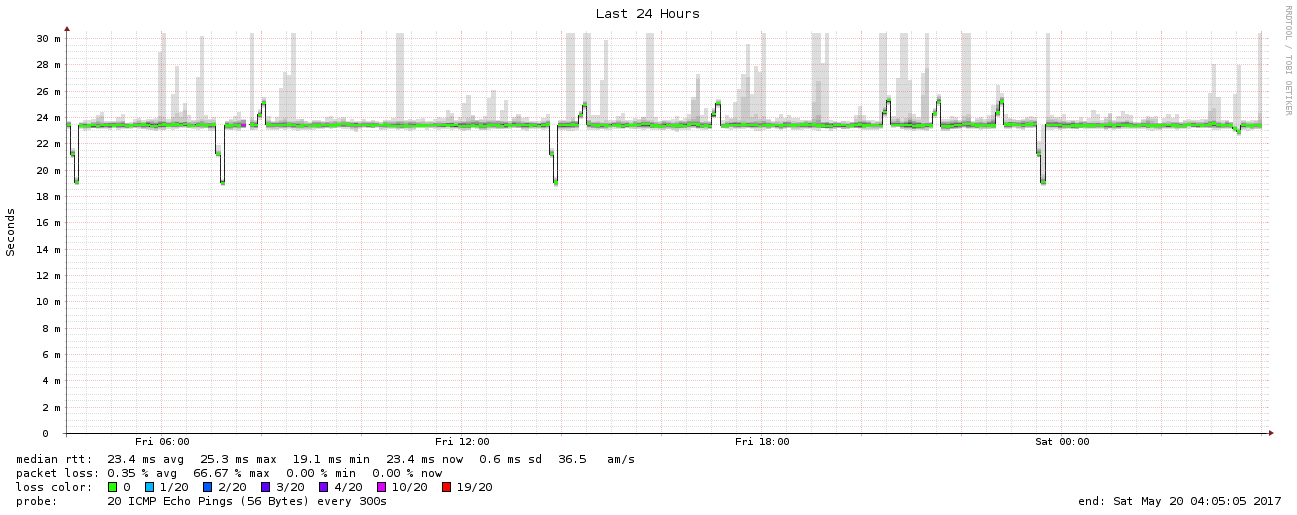 Last 24 Hours
RRDTOOL / TOBI OETIKER
Seconds
30 m
28 m
26 m
24 m
22 m
20 m
18 m
16 m
14 m
12 m
10 m
8 m
6 m
4 m
2 m
0
Fri 06:00 Fri 12:00 Fri 18:00 Sat 00:00
median rtt: 23.4 ms avg 25.3 ms max 19.1 ms min 23.4 ms now 0.6 ms sd 36.5 am/s
packet loss: 0.35 % avg 66.67 % max 0.00 % min 0.00 % now
loss color: 0 1/20 2/20 3/20 4/20 10/20 19/20
probe: 20 ICMP Echo Pings (56 Bytes) every 300s end: Sat May 20 04:05:05 2017